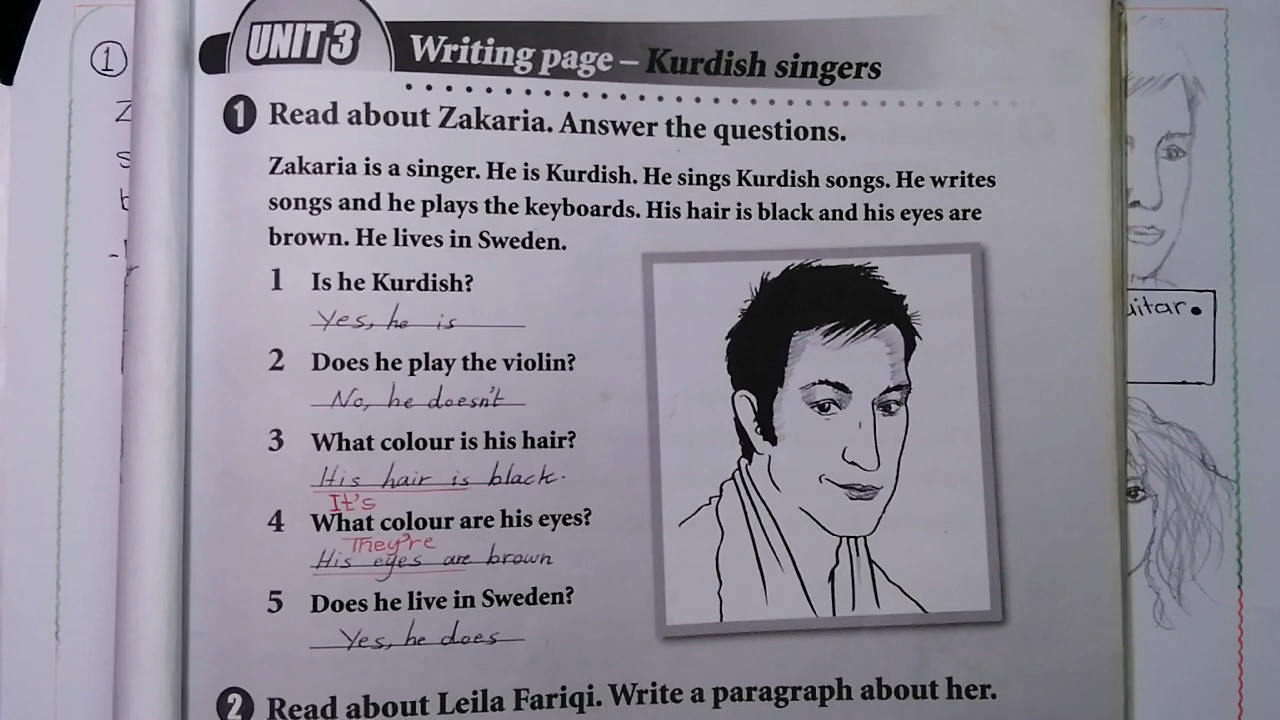 UNIT 3
Writing page – Kurdish singers
1
1 Read about Zakaria. Answer the questions.
Zakaria is a singer. He is Kurdish. He sings Kurdish songs. He writes
songs and he plays the keyboards. His hair is black and his eyes are
brown. He lives in Sweden.
1 Is he Kurdish?
Yes, he is
2 Does he play the violin?
No, he doesn't
3 What colour is his hair?
His hair is black.
It's
4 What colour are his eyes?
They're
His eyes are brown
5 Does he live in Sweden?
Yes, he does
2 Read about Leila Fariqi. Write a paragraph about her.